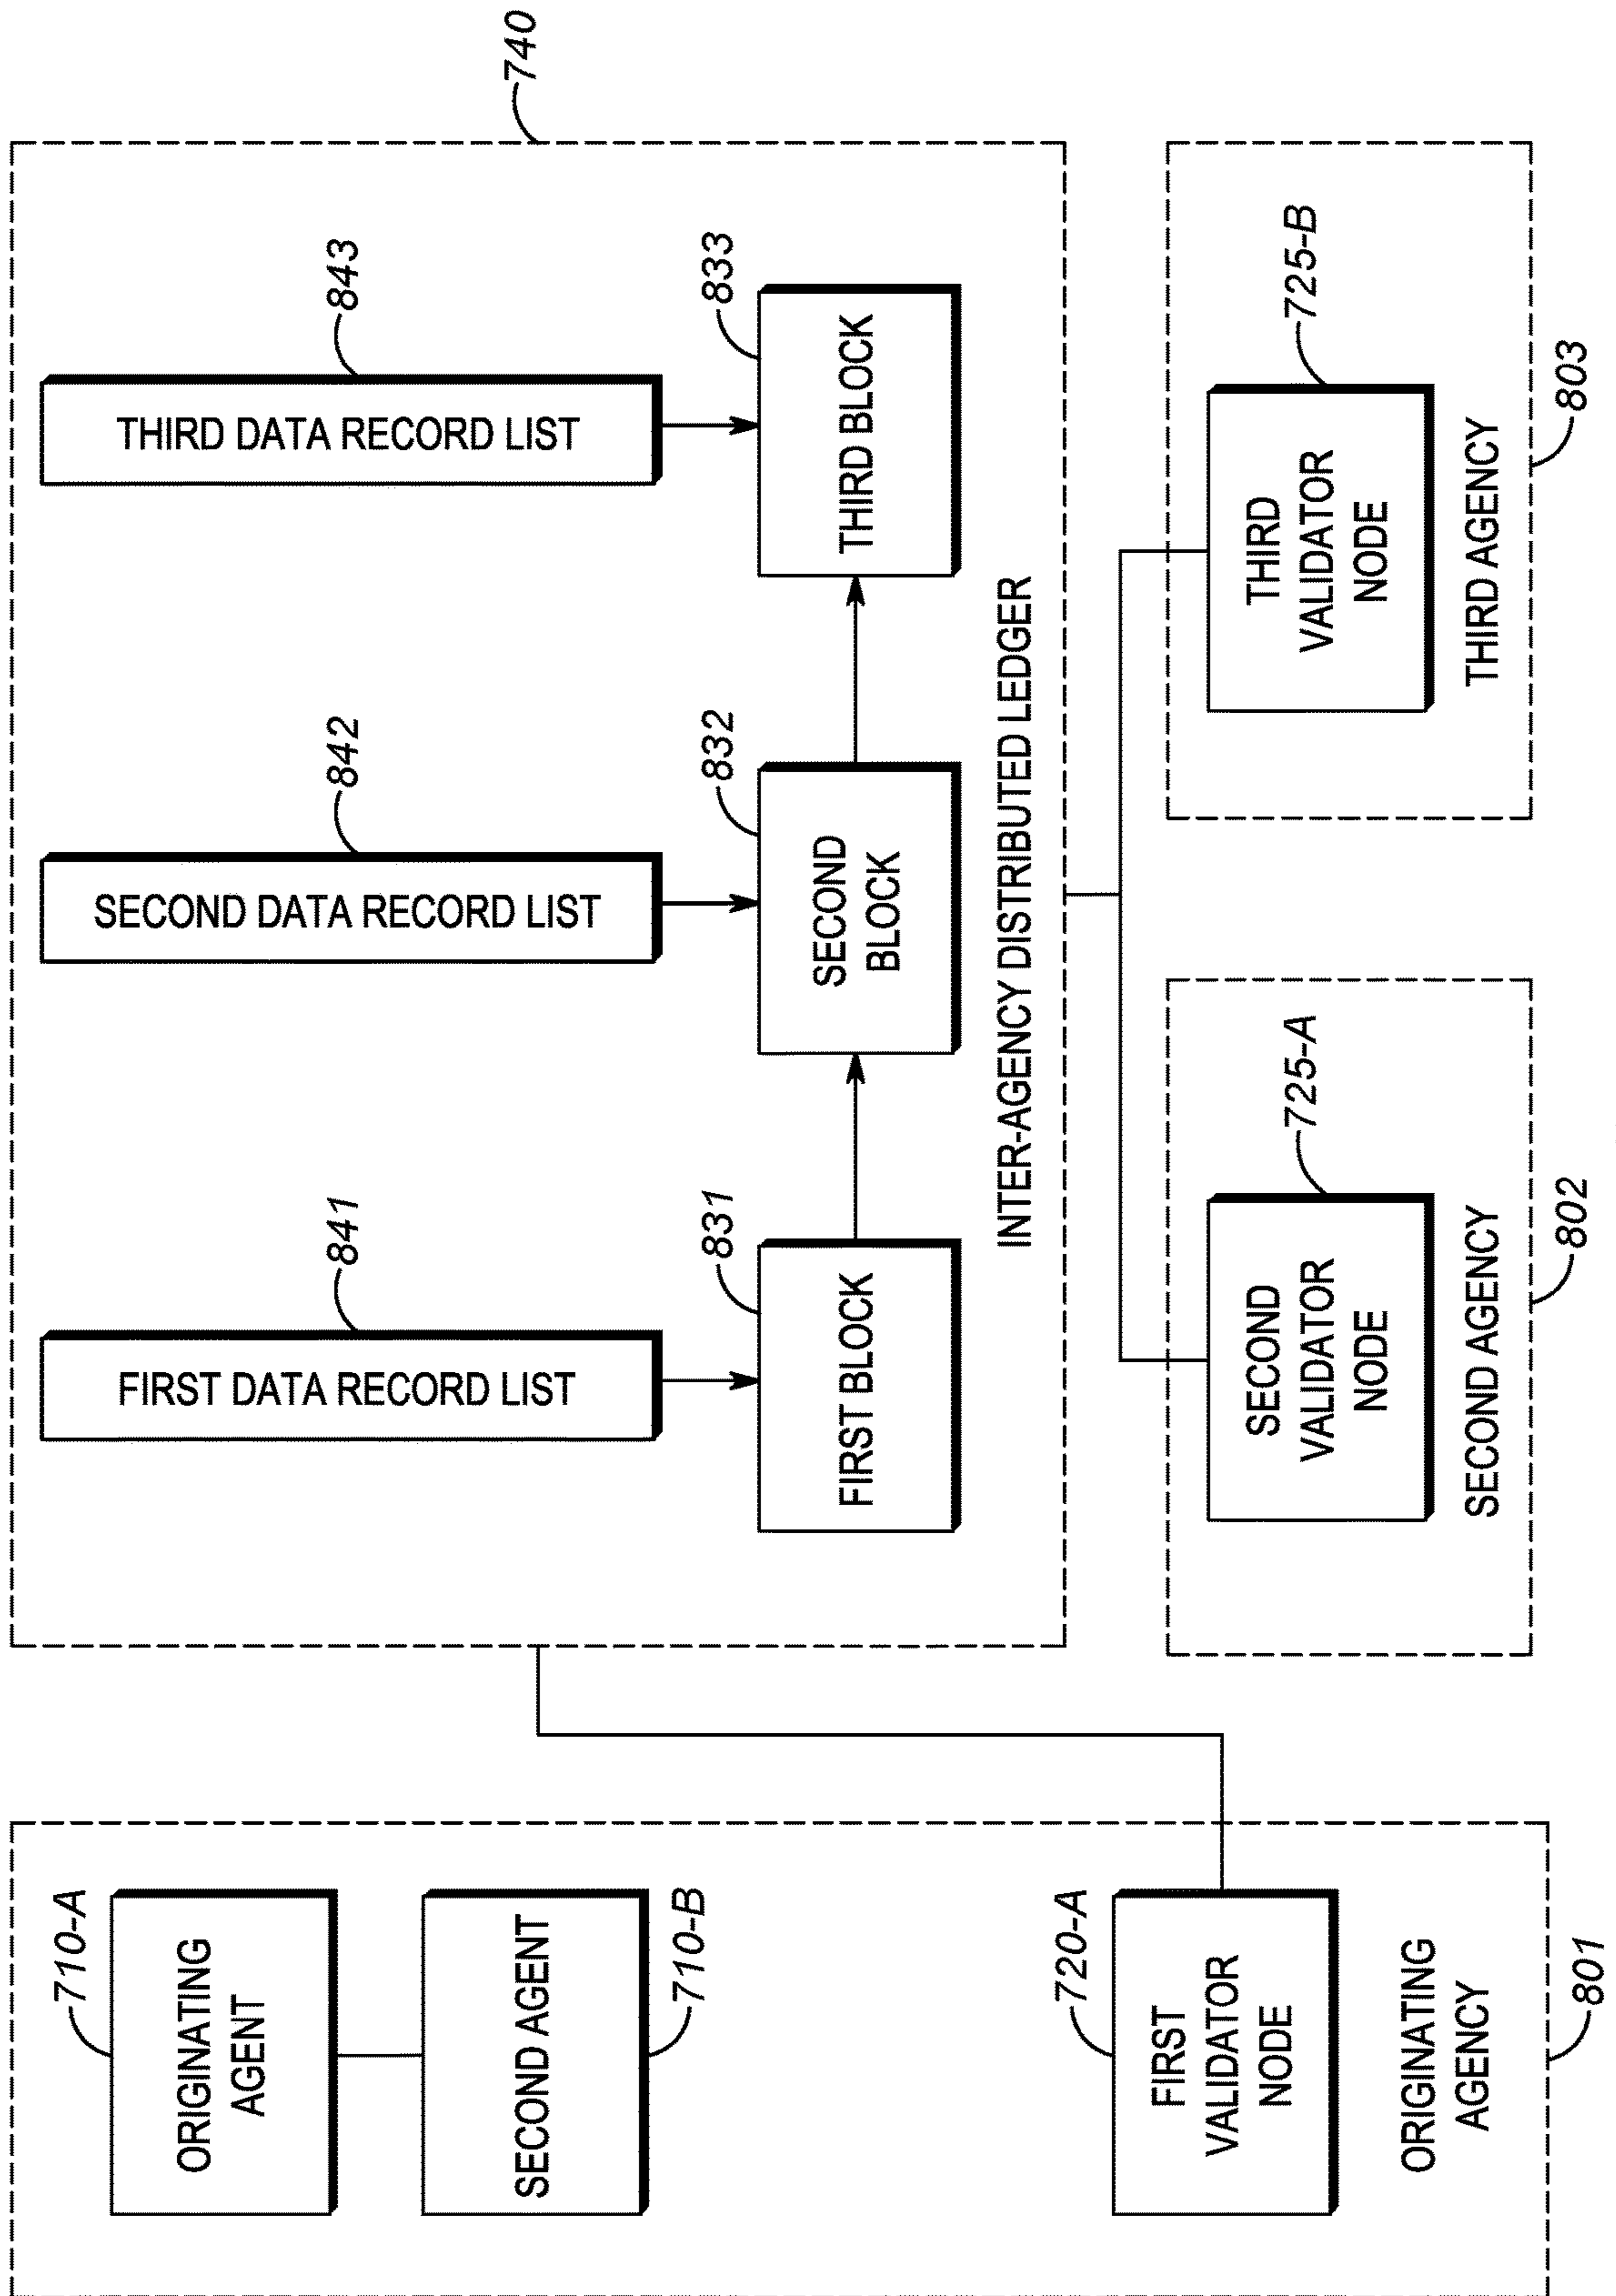 710-A
ORIGINATING
AGENT
SECOND AGENT
710-B
720-A
FIRST
VALIDATOR
NODE
ORIGINATING
AGENCY
801
740
FIRST DATA RECORD LIST
841
SECOND DATA RECORD LIST
842
THIRD DATA RECORD LIST
843
FIRST BLOCK
831
SECOND
BLOCK
832
THIRD BLOCK
833
INTER-AGENCY DISTRIBUTED LEDGER
SECOND
VALIDATOR
NODE
725-A
SECOND AGENCY
802
THIRD
VALIDATOR
NODE
725-B
THIRD AGENCY
803